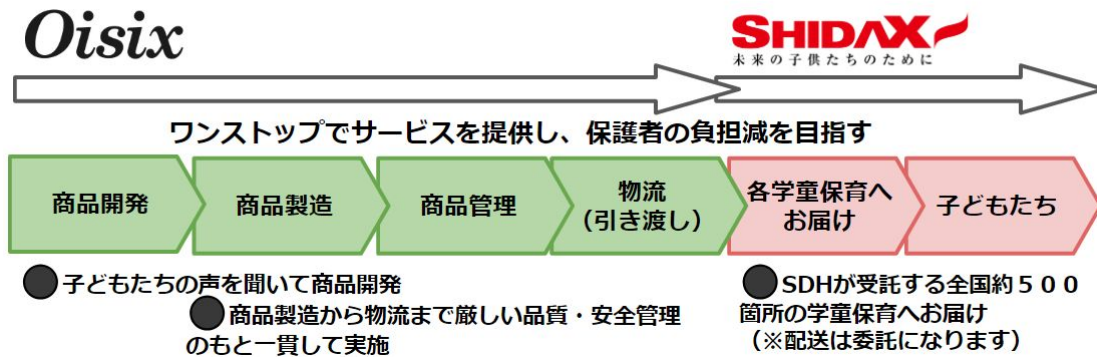 Oisix
SHIDAX
未来の子供たちのために
ワンストップでサービスを提供し、保護者の負担減を目指す
商品開発
商品製造
商品管理
物流
（引き渡し）
各学童保育へ
お届け
子どもたち
子どもたちの声を聞いて商品開発
商品製造から物流まで厳しい品質・安全管理
のもと一貫して実施
SDHが受託する全国約５００
箇所の学童保育へお届け
（※配送は委託になります）